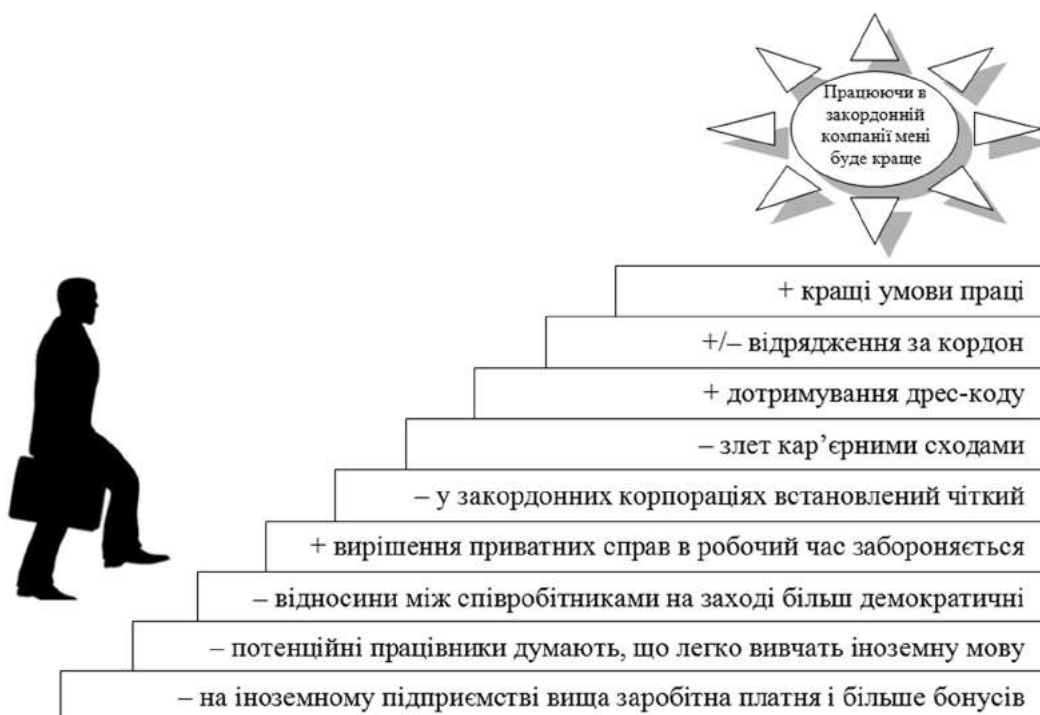 Працюючи в
закордонній
компанії мені
буде краще
+ кращі умови праці
+/– відрядження за кордон
+ дотримування дрес-коду
– злет кар’єрними сходами
– у закордонних корпораціях встановлений чіткий
+ вирішення приватних справ в робочий час забороняється
– відносини між співробітниками на заході більш демократичні
– потенційні працівники думають, що легко вивчать іноземну мову
– на іноземному підприємстві вища заробітна платня і більше бонусів